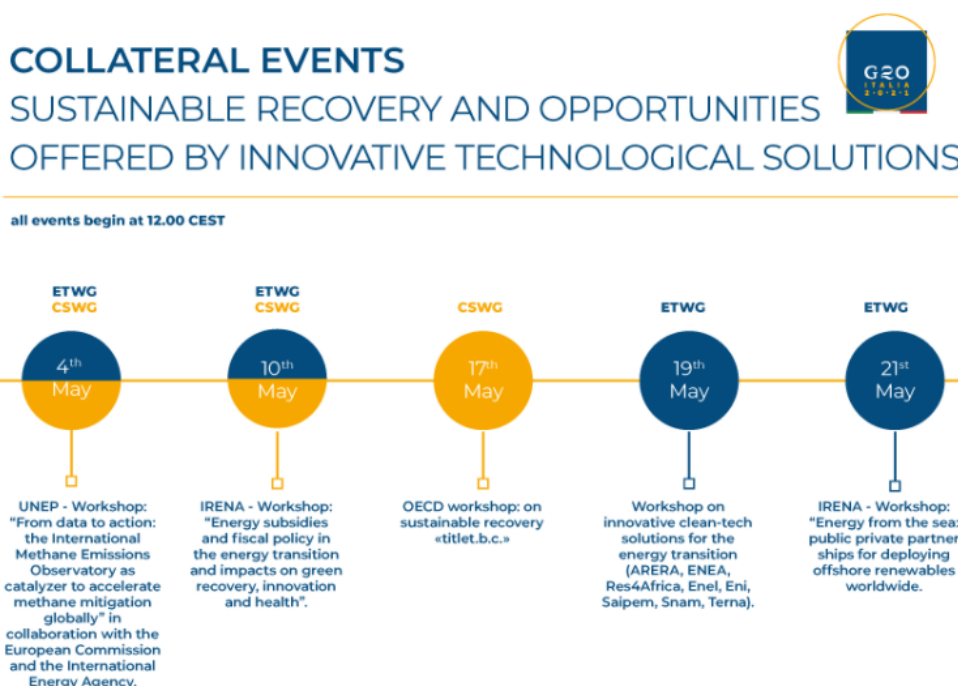 COLLATERAL EVENTS
SUSTAINABLE RECOVERY AND OPPORTUNITIES
OFFERED BY INNOVATIVE TECHNOLOGICAL SOLUTIONS
G20
ITALIA
2021
all events begin at 12.00 CEST
ETWG
CSWG
4th
May
UNEP - Workshop:
“From data to action:
the International
Methane Emissions
Observatory as
catalyzer to accelerate
methane mitigation
globally” in
collaboration with the
European Commission
and the International
Energy Agency.
ETWG
CSWG
10th
May
IRENA - Workshop:
“Energy subsidies
and fiscal policy in
the energy transition
and impacts on green
recovery, innovation
and health”.
CSWG
17th
May
OECD workshop: on
sustainable recovery
«titlet.b.c.»
ETWG
19th
May
Workshop on
innovative clean-tech
solutions for the
energy transition
(ARERA, ENEA,
Res4Africa, Enel, Eni,
Saipem, Snam, Terna).
ETWG
21st
May
IRENA - Workshop:
“Energy from the sea:
public private partner
ships for deploying
offshore renewables
worldwide.